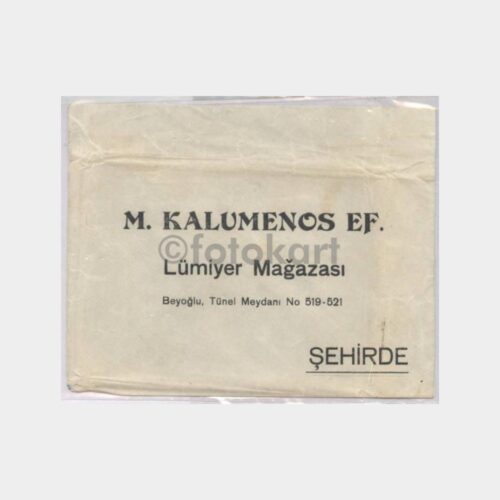 M. KALUMENOS EF.
©fotokart
Lümiyer Mağazası
Beyoğlu, Tünel Meydanı No 519-521
ŞEHİRDE